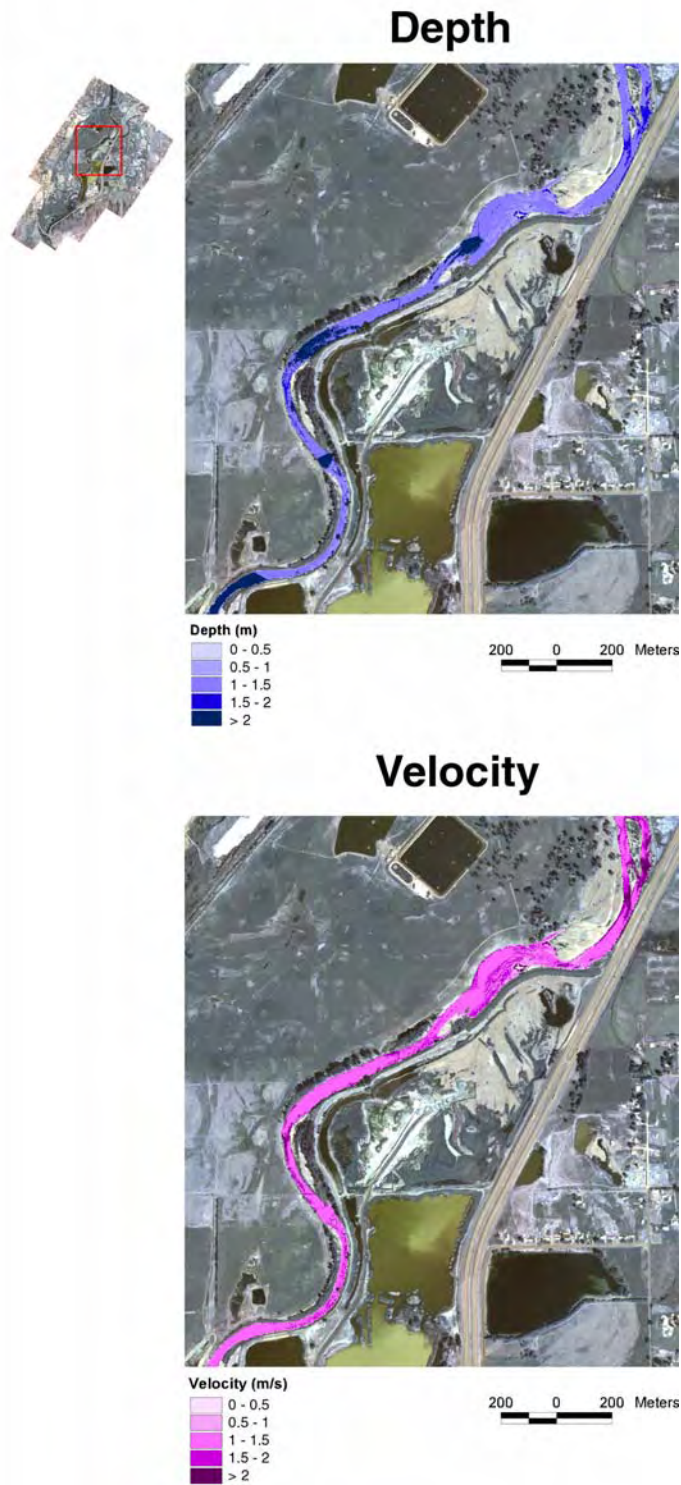 Depth
Depth (m)
0 - 0.5
0.5 - 1
1 - 1.5
1.5 - 2
> 2
200 0 200 Meters
Velocity
Velocity (m/s)
0 - 0.5
0.5 - 1
1 - 1.5
1.5 - 2
> 2
200 0 200 Meters